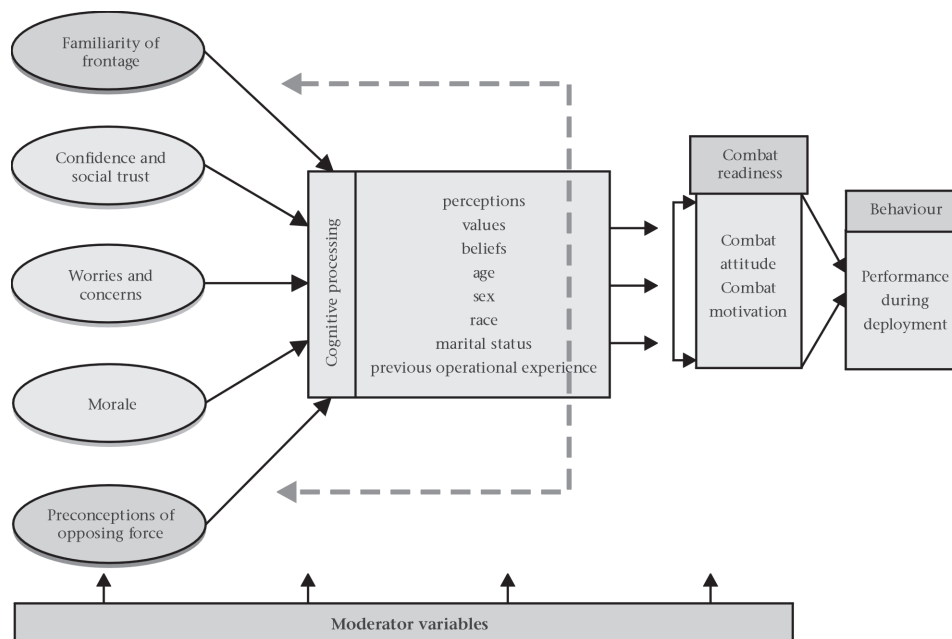 Familiarity of
frontage
Confidence and
social trust
Worries and
concerns
Morale
Preconceptions of
opposing force
Cognitive processing
perceptions
values
beliefs
age
sex
race
marital status
previous operational experience
Combat
readiness
Combat
attitude
Combat
motivation
Behaviour
Performance
during
deployment
Moderator variables